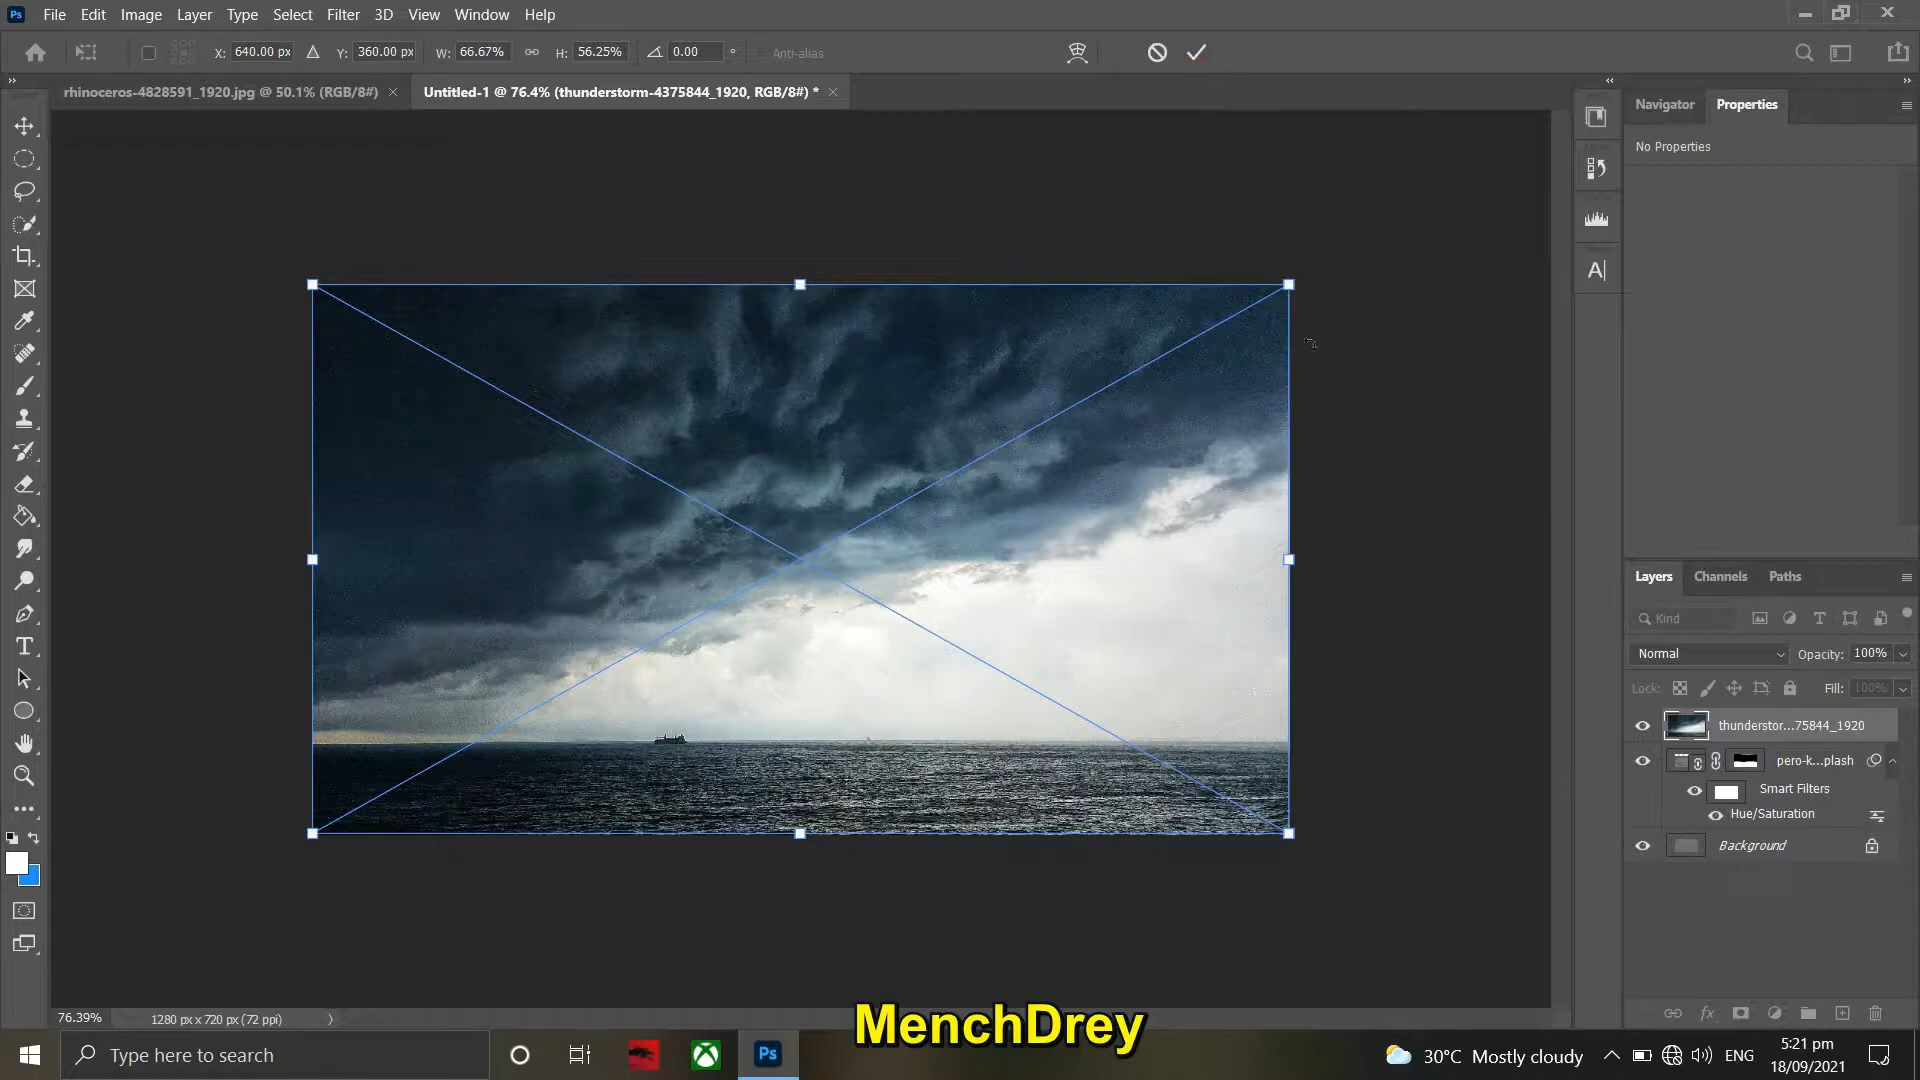 Ps File Edit Image Layer Type Select Filter 3D View Window Help
X: 640.00 px Y: 360.00 px W: 66.67% H: 56.25% 0.00 ° Anti-alias
rhinoceros-4828591_1920.jpg @ 50.1% (RGB/8#) × Untitled-1 @ 76.4% (thunderstorm-4375844_1920, RGB/8#) * ×
Navigator Properties
No Properties
Layers Channels Paths
Kind
Normal Opacity: 100%
Lock: Fill: 100%
thunderstor...75844_1920
pero-k...plash
Smart Filters
Hue/Saturation
Background
76.39% 1280 px x 720 px (72 ppi)
MenchDrey
Type here to search Ps 30°C Mostly cloudy ENG 5:21 pm
18/09/2021